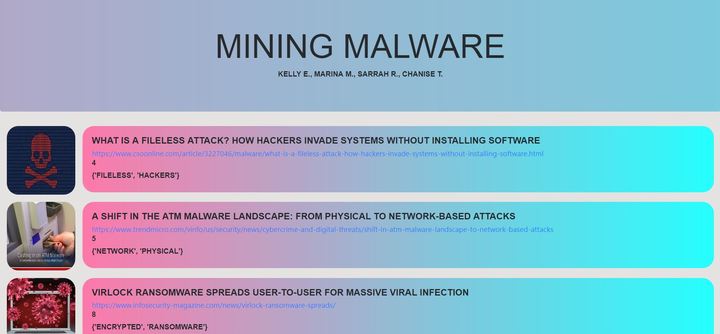 MINING MALWARE
KELLY E., MARINA M., SARRAH R., CHANISE T.
WHAT IS A FILELESS ATTACK? HOW HACKERS INVADE SYSTEMS WITHOUT INSTALLING SOFTWARE
https://www.csoonline.com/article/3227046/malware/what-is-a-fileless-attack-how-hackers-invade-systems-without-installing-software.html
4
{'FILELESS', 'HACKERS'}
A SHIFT IN THE ATM MALWARE LANDSCAPE: FROM PHYSICAL TO NETWORK-BASED ATTACKS
https://www.trendmicro.com/vinfo/us/security/news/cybercrime-and-digital-threats/shift-in-atm-malware-landscape-to-network-based-attacks
5
{'NETWORK', 'PHYSICAL'}
VIRLOCK RANSOMWARE SPREADS USER-TO-USER FOR MASSIVE VIRAL INFECTION
https://www.infosecurity-magazine.com/news/virlock-ransomware-spreads/
8
{'ENCRYPTED', 'RANSOMWARE'}